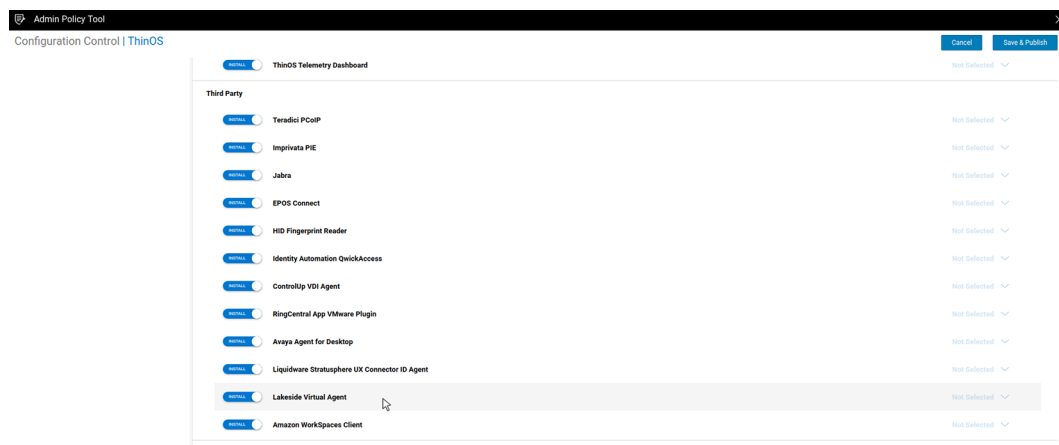 Admin Policy Tool
Configuration Control | ThinOS
Cancel
Save & Publish
INSTALL ThinOS Telemetry Dashboard Not Selected
Third Party
INSTALL Teradici PCoIP Not Selected
INSTALL Imprivata PIE Not Selected
INSTALL Jabra Not Selected
INSTALL EPOS Connect Not Selected
INSTALL HID Fingerprint Reader Not Selected
INSTALL Identity Automation QwickAccess Not Selected
INSTALL ControlUp VDI Agent Not Selected
INSTALL RingCentral App VMware Plugin Not Selected
INSTALL Avaya Agent for Desktop Not Selected
INSTALL Liquidware Stratusphere UX Connector ID Agent Not Selected
INSTALL Lakeside Virtual Agent Not Selected
INSTALL Amazon WorkSpaces Client Not Selected